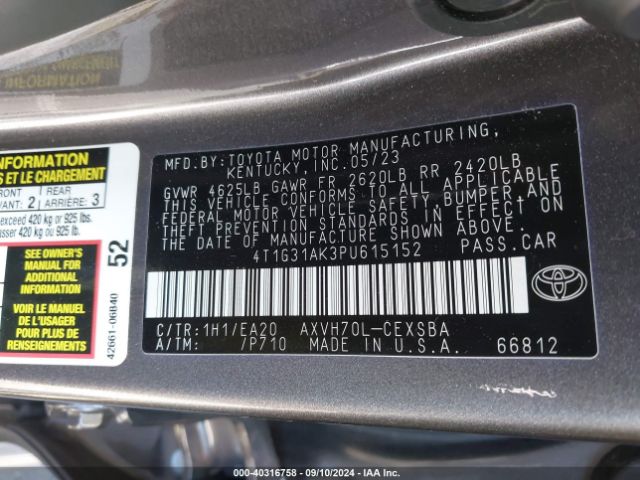 INFORMATION
ET LE CHARGEMENT
FRONT REAR
AVANT: 2 ARRIÈRE: 3
exceed 420 kg or 925 lbs.
420 kg ou 925 lb.
SEE OWNER'S
MANUAL FOR
ADDITIONAL
INFORMATION
VOIR LE MANUEL
DE L'USAGER
POUR PLUS DE
RENSEIGNEMENTS
52
42661-06B40
MFD. BY: TOYOTA MOTOR MANUFACTURING,
KENTUCKY, INC. 05/23
GVWR 4625LB GAWR FR 2620LB RR 2420LB
THIS VEHICLE CONFORMS TO ALL APPLICABLE
FEDERAL MOTOR VEHICLE SAFETY, BUMPER AND
THEFT PREVENTION STANDARDS IN EFFECT ON
THE DATE OF MANUFACTURE SHOWN ABOVE.
4T1G31AK3PU615152 PASS. CAR
C/TR: 1H1/EA20 AXVH70L-CEXSBA
A/TM: /P710 MADE IN U.S.A. 66812
TOYOTA
000-40316758 - 09/10/2024 - IAA Inc.